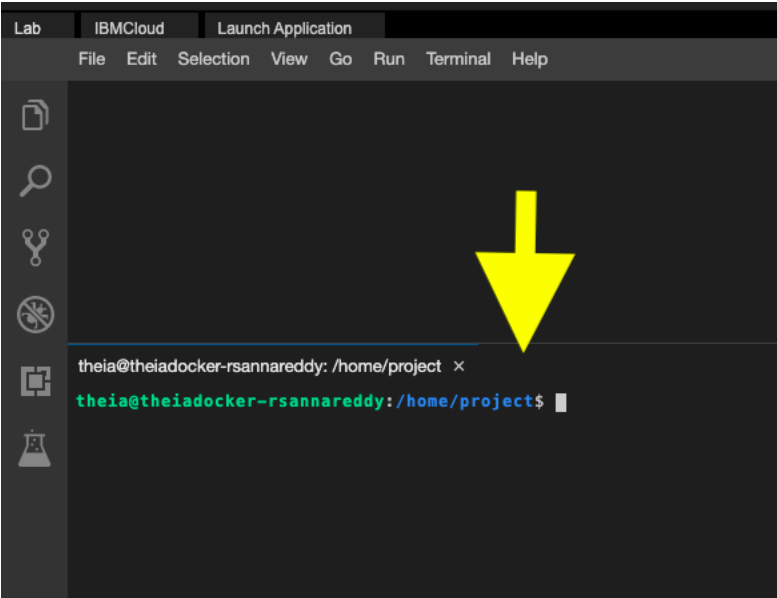 Lab IBMCloud Launch Application
File Edit Selection View Go Run Terminal Help
theia@theiadocker-rsannareddy: /home/project ×
theia@theiadocker-rsannareddy:/home/project$